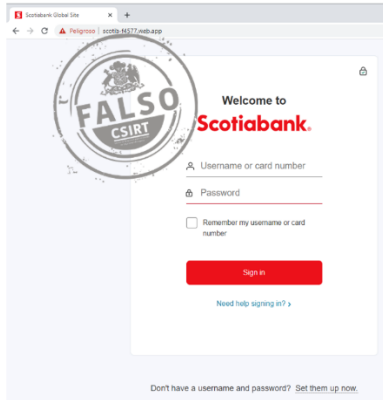 Scotiabank Global Site
Peligroso | scotia-f4577.web.app
FALSO
CSIRT
Welcome to
Scotiabank.
Username or card number
Password
Remember my username or card
number
Sign in
Need help signing in? >
Don't have a username and password? Set them up now.